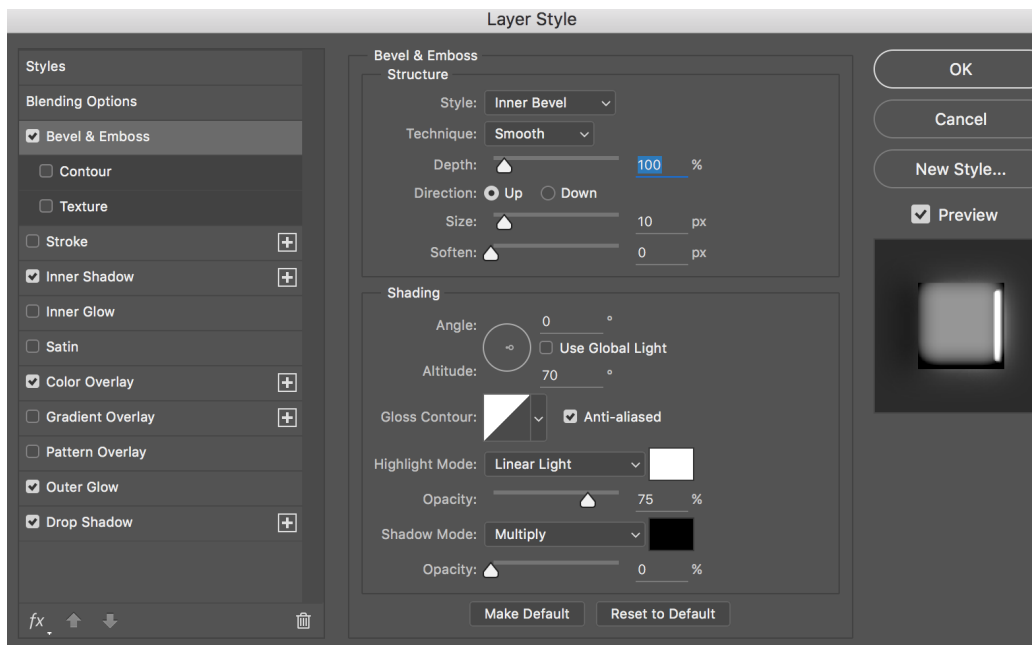 Layer Style
Styles
Blending Options
Bevel & Emboss
Contour
Texture
Stroke
Inner Shadow
Inner Glow
Satin
Color Overlay
Gradient Overlay
Pattern Overlay
Outer Glow
Drop Shadow
fx
Bevel & Emboss
Structure
Style: Inner Bevel
Technique: Smooth
Depth: 100 %
Direction: Up Down
Size: 10 px
Soften: 0 px
Shading
Angle: 0 °
Use Global Light
Altitude: 70 °
Gloss Contour: Anti-aliased
Highlight Mode: Linear Light
Opacity: 75 %
Shadow Mode: Multiply
Opacity: 0 %
Make Default Reset to Default
OK
Cancel
New Style...
Preview